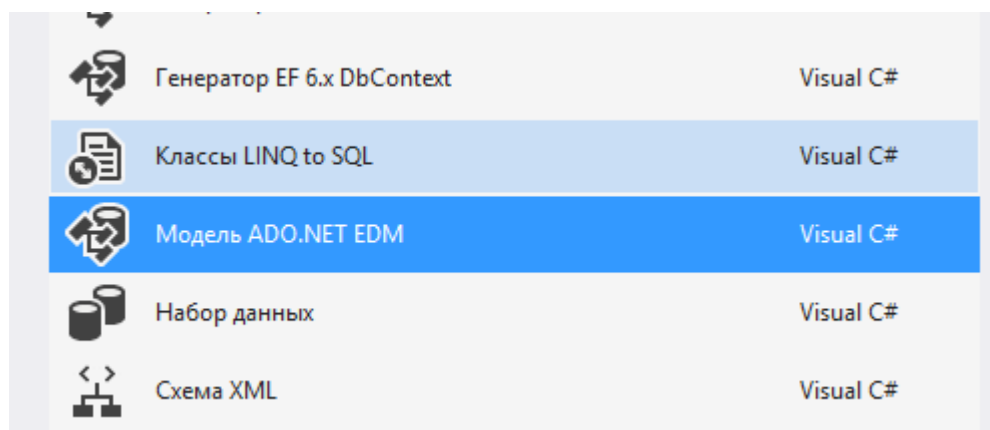 Генератор EF 6.x DbContext Visual C#
Классы LINQ to SQL Visual C#
Модель ADO.NET EDM Visual C#
Набор данных Visual C#
Схема XML Visual C#